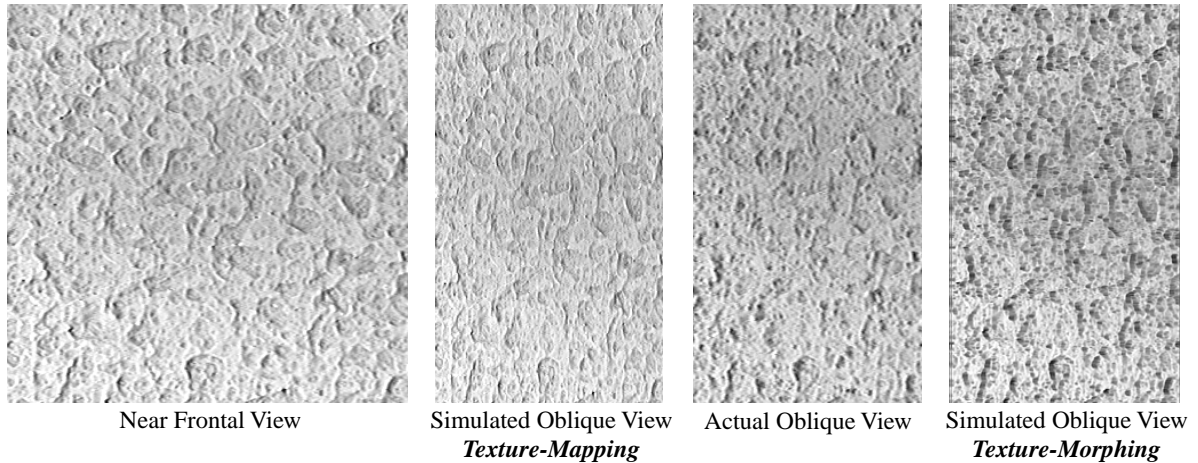 Near Frontal View
Simulated Oblique View
Texture-Mapping
Actual Oblique View
Simulated Oblique View
Texture-Morphing